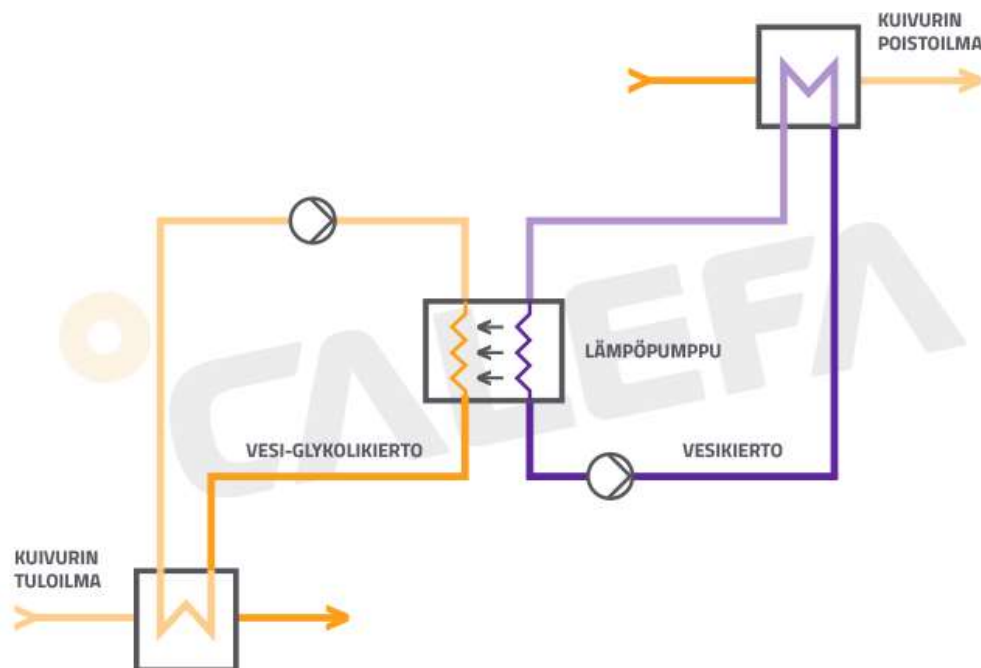 KUIVURIN
POISTOILMA
CALEFA
LÄMPÖPUMPPU
VESI-GLYKOLIKIERTO
VESIKIERTO
KUIVURIN
TULOILMA